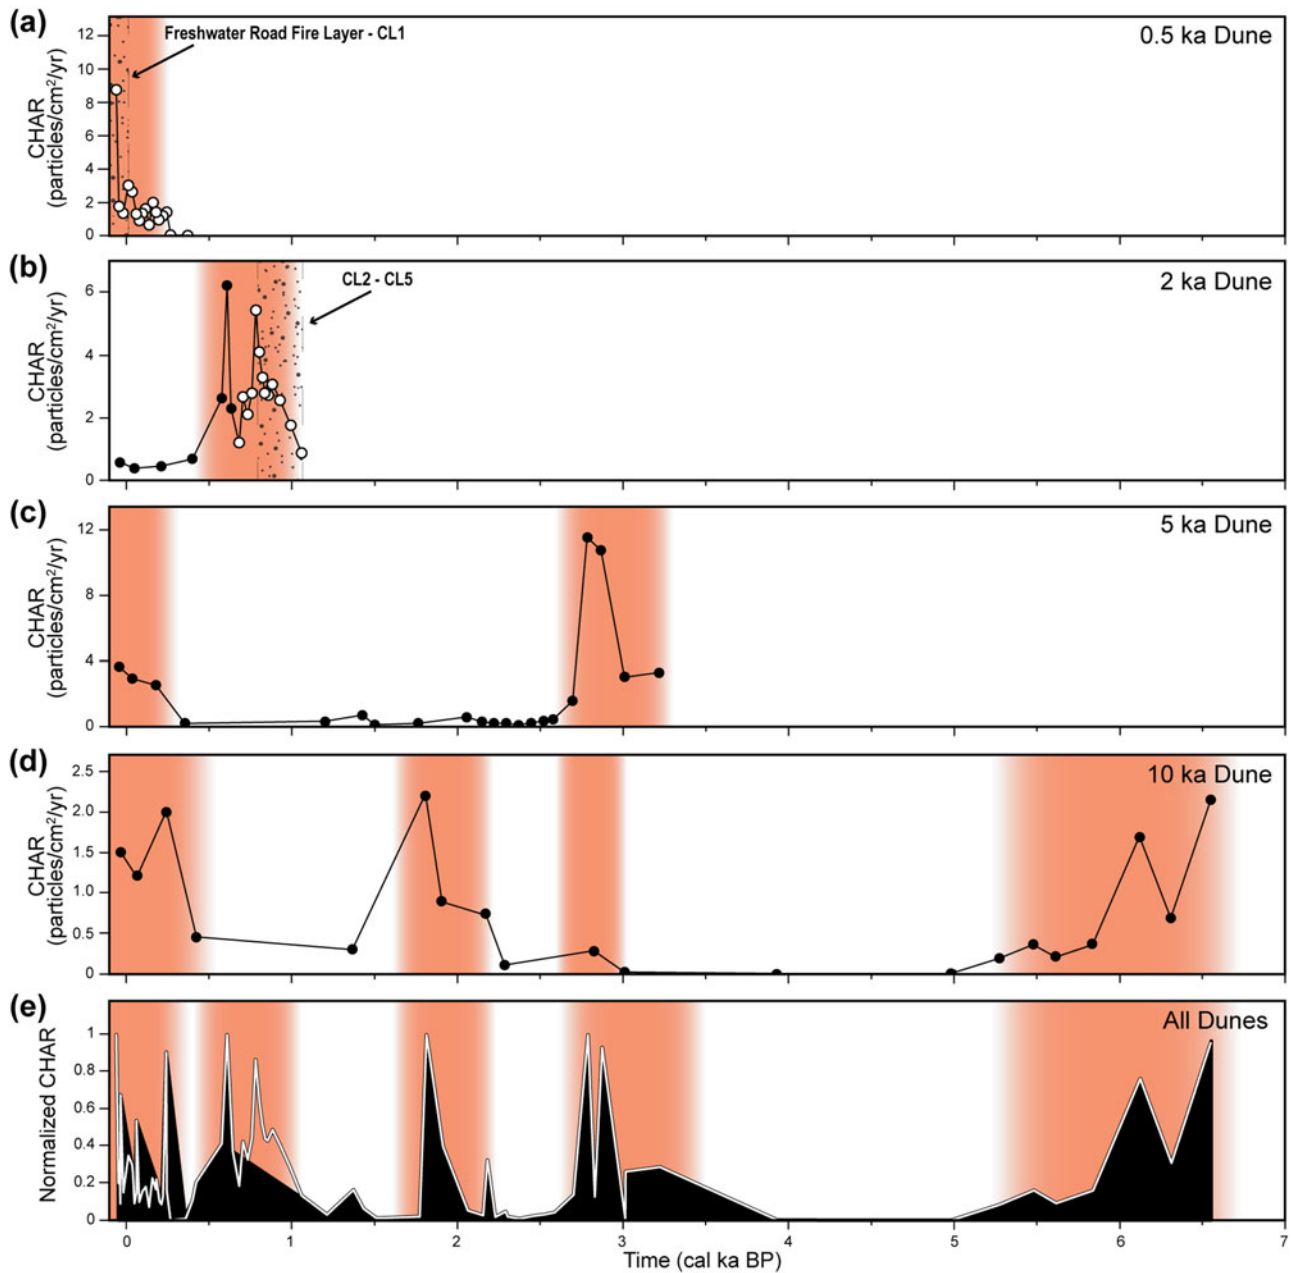 (a)
0.5 ka Dune
Freshwater Road Fire Layer - CL1
CHAR
(particles/cm²/yr)
12
10
8
6
4
2
0
(b)
2 ka Dune
CL2 - CL5
CHAR
(particles/cm²/yr)
6
4
2
0
(c)
5 ka Dune
CHAR
(particles/cm²/yr)
12
8
4
0
(d)
10 ka Dune
CHAR
(particles/cm²/yr)
2.5
2.0
1.5
1.0
0.5
0
(e)
All Dunes
Normalized CHAR
1
0.8
0.6
0.4
0.2
0
0 1 2 3 4 5 6 7
Time (cal ka BP)